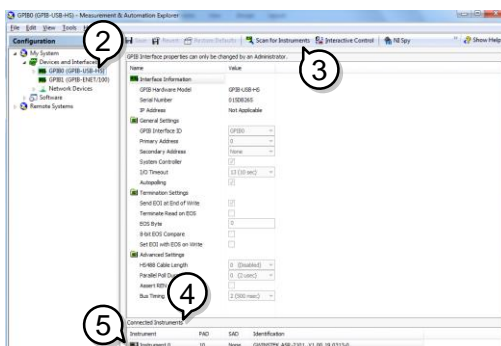 GPIB0 (GPIB-USB-HS) - Measurement & Automation Explorer
File Edit View Tools
Configuration
2
Save Revert Restore Defaults Scan for Instruments Interactive Control NI Spy Show Help
3
My System
Devices and Interfaces
GPIB0 (GPIB-USB-HS)
GPIB1 (GPIB-ENET/100)
Network Devices
Software
Remote Systems
GPIB Interface properties can only be changed by an Administrator.
Name Value
Interface Information
GPIB Hardware Model GPIB-USB-HS
Serial Number
IP Address Not Applicable
General Settings
GPIB Interface ID GPIB0
Primary Address 0
Secondary Address None
System Controller
I/O Timeout 13 (10 sec)
Autopolling
Termination Settings
Send EOI at End of Write
Terminate Read on EOS
EOS Byte 0
8-bit EOS Compare
Set EOI with EOS on Write
Advanced Settings
HS488 Cable Length 0 (Disabled)
Parallel Poll 0 (2 usec)
Assert REN
Bus Timing 2 (500 nsec)
4
Connected Instruments
5
Instrument PAD SAD Identification
Instrument 0 10 None